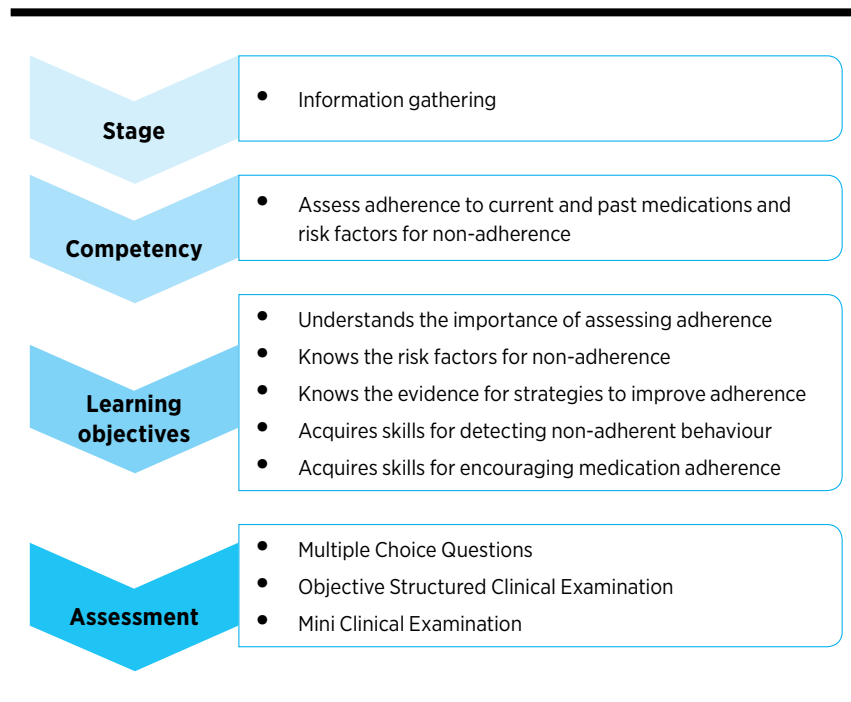 Stage
• Information gathering
Competency
• Assess adherence to current and past medications and
risk factors for non-adherence
Learning
objectives
• Understands the importance of assessing adherence
• Knows the risk factors for non-adherence
• Knows the evidence for strategies to improve adherence
• Acquires skills for detecting non-adherent behaviour
• Acquires skills for encouraging medication adherence
Assessment
• Multiple Choice Questions
• Objective Structured Clinical Examination
• Mini Clinical Examination